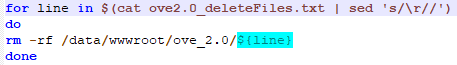 for line in $(cat ove2.0_deleteFiles.txt | sed 's/\r//')
do
rm -rf /data/wwwroot/ove_2.0/${line}
done